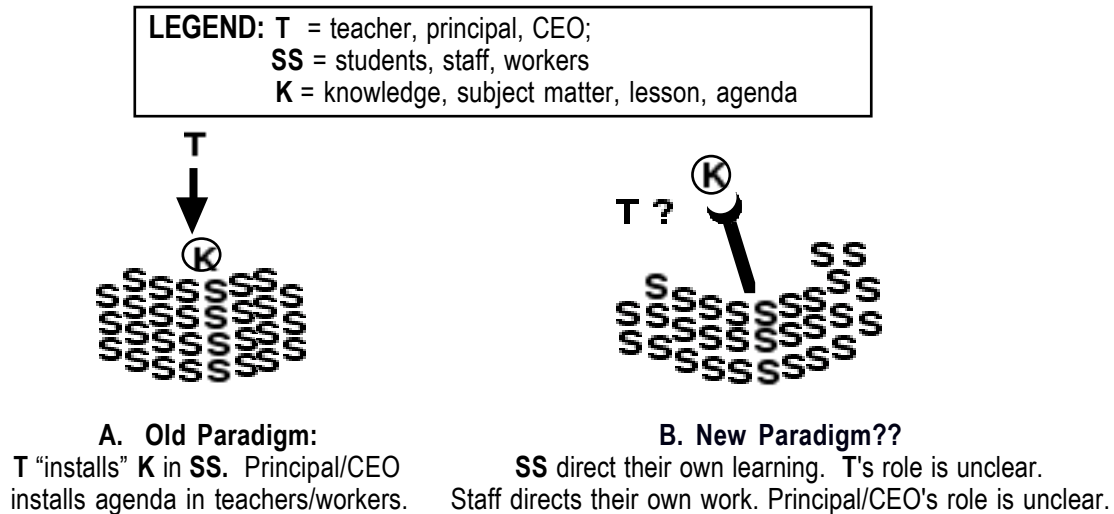 LEGEND: T = teacher, principal, CEO;
SS = students, staff, workers
K = knowledge, subject matter, lesson, agenda
T
K
S S S S S S S S
S S S S S S S S
S S S S S S S S
S S S S S
K
T ?
S S
S S S S S S S S S S
S S S S S S S S S S
S S S S S S S S S
S S S S S S S
A. Old Paradigm:
T “installs” K in SS. Principal/CEO
installs agenda in teachers/workers.
B. New Paradigm??
SS direct their own learning. T's role is unclear.
Staff directs their own work. Principal/CEO's role is unclear.